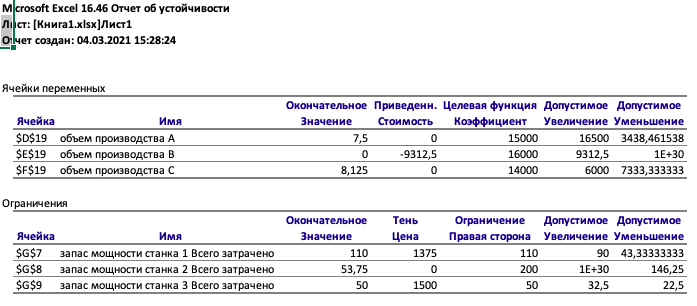 Microsoft Excel 16.46 Отчет об устойчивости
Лист: [Книга1.xlsx]Лист1
Отчет создан: 04.03.2021 15:28:24
Ячейки переменных
Окончательное Приведенн. Целевая функция Допустимое Допустимое
Ячейка Имя Значение Стоимость Коэффициент Увеличение Уменьшение
$D$19 объем производства А 7,5 0 15000 16500 3438,461538
$E$19 объем производства В 0 -9312,5 16000 9312,5 1E+30
$F$19 объем производства С 8,125 0 14000 6000 7333,333333
Ограничения
Окончательное Тень Ограничение Допустимое Допустимое
Ячейка Имя Значение Цена Правая сторона Увеличение Уменьшение
$G$7 запас мощности станка 1 Всего затрачено 110 1375 110 90 43,33333333
$G$8 запас мощности станка 2 Всего затрачено 53,75 0 200 1E+30 146,25
$G$9 запас мощности станка 3 Всего затрачено 50 1500 50 32,5 22,5